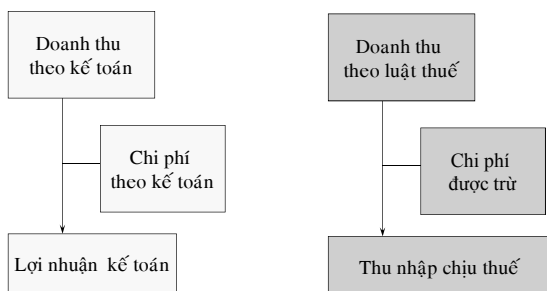 Doanh thu
theo kế toán
Chi phí
theo kế toán
Lợi nhuận kế toán
Doanh thu
theo luật thuế
Chi phí
được trừ
Thu nhập chịu thuế